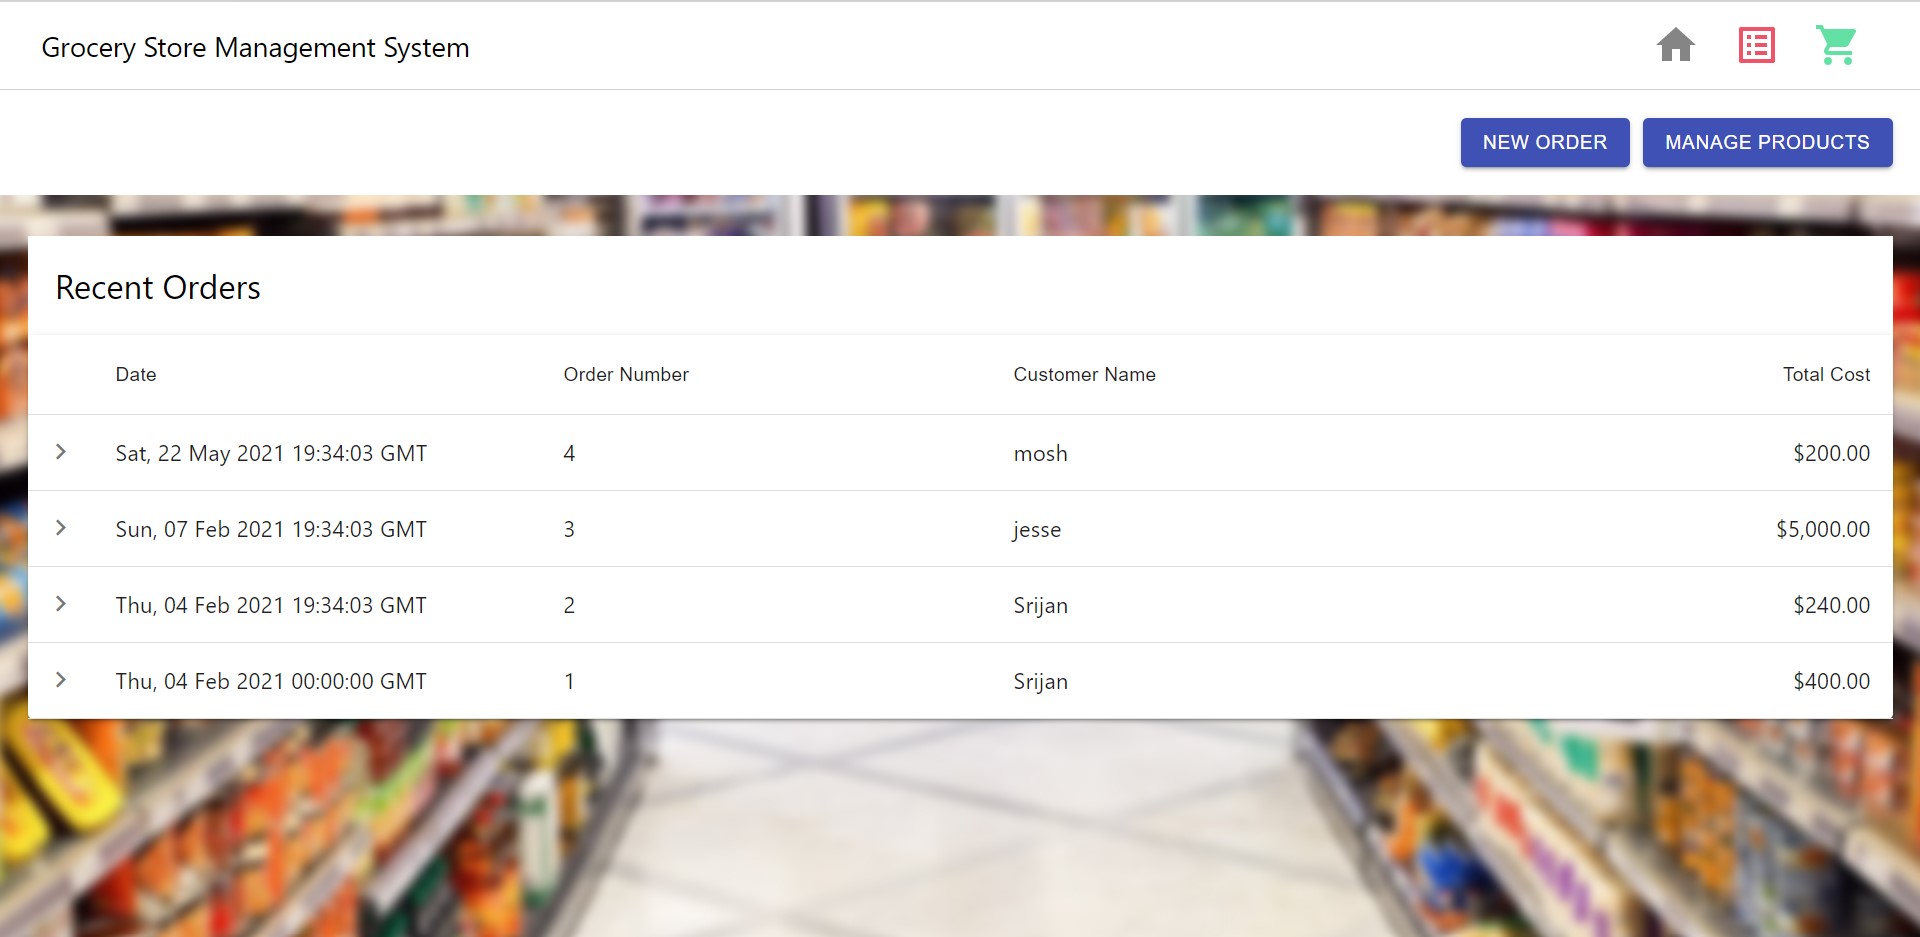 Grocery Store Management System
NEW ORDER MANAGE PRODUCTS
Recent Orders
Date Order Number Customer Name Total Cost
Sat, 22 May 2021 19:34:03 GMT 4 mosh $200.00
Sun, 07 Feb 2021 19:34:03 GMT 3 jesse $5,000.00
Thu, 04 Feb 2021 19:34:03 GMT 2 Srijan $240.00
Thu, 04 Feb 2021 00:00:00 GMT 1 Srijan $400.00